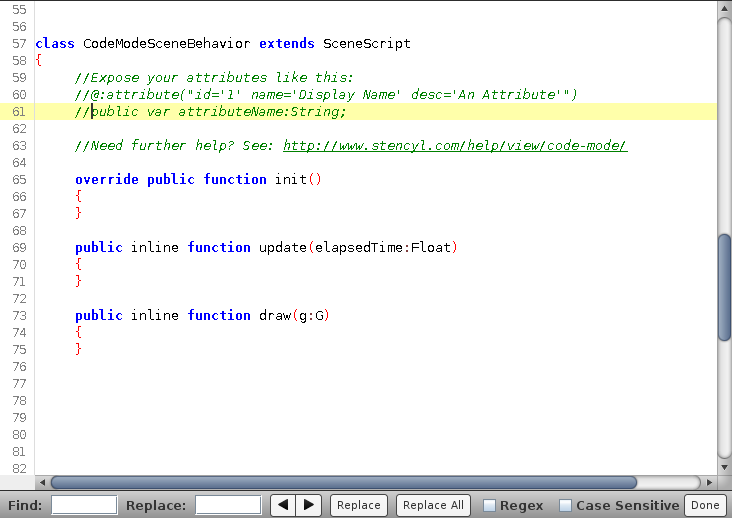 55
56
57 class CodeModeSceneBehavior extends SceneScript
58 {
59 //Expose your attributes like this:
60 //@:attribute("id='1' name='Display Name' desc='An Attribute'")
61 //public var attributeName:String;
62
63 //Need further help? See: http://www.stencyl.com/help/view/code-mode/
64
65 override public function init()
66 {
67 }
68
69 public inline function update(elapsedTime:Float)
70 {
71 }
72
73 public inline function draw(g:G)
74 {
75 }
76
77
78
79
80
81
82
Find: Replace: Replace Replace All Regex Case Sensitive Done